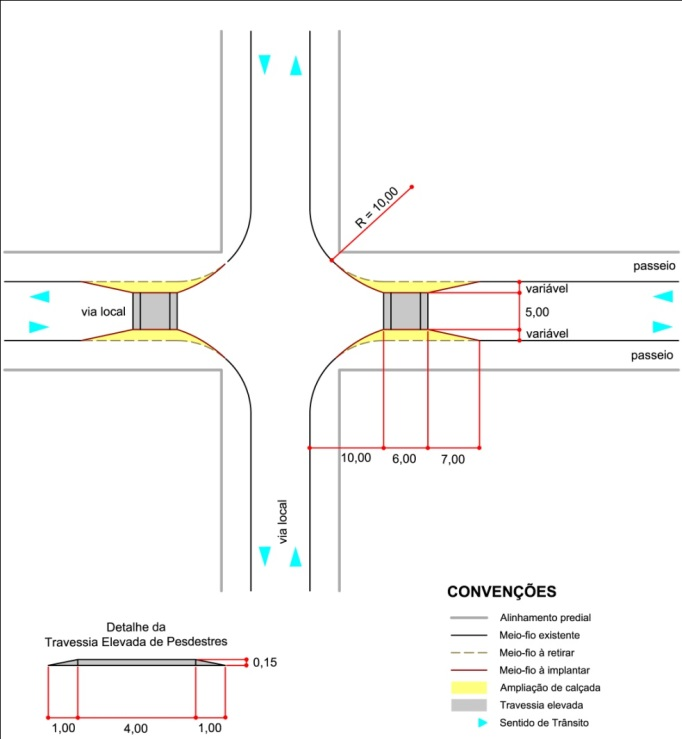 R = 10,00
passeio
variável
via local
5,00
variável
passeio
10,00
6,00
7,00
via local
CONVENÇÕES
Alinhamento predial
Meio-fio existente
Meio-fio à retirar
Meio-fio à implantar
Ampliação de calçada
Travessia elevada
Sentido de Trânsito
Detalhe da
Travessia Elevada de Pesdestres
0,15
1,00
4,00
1,00